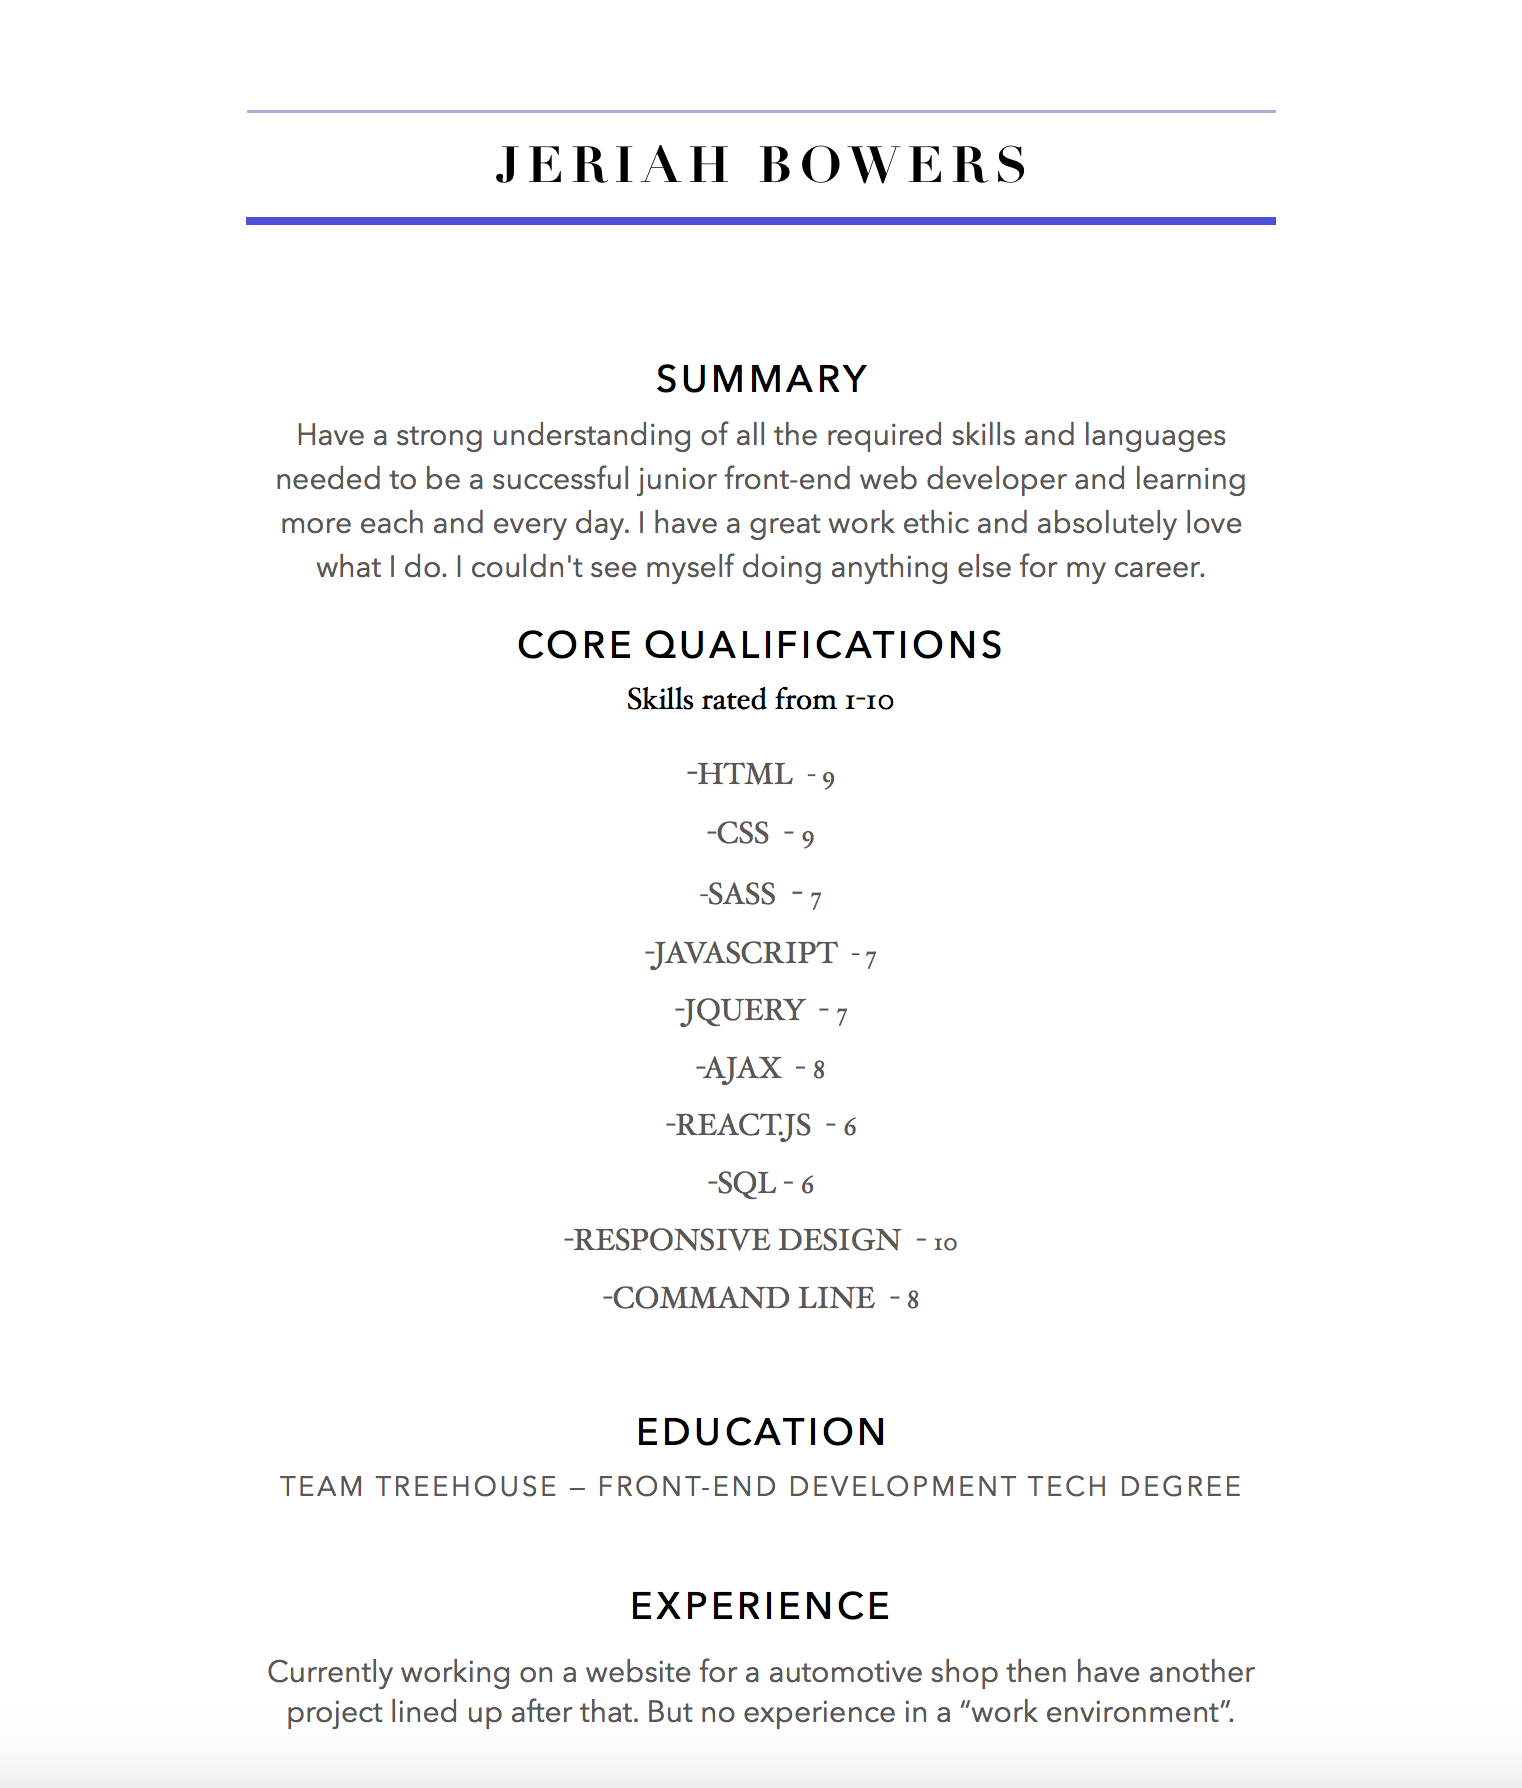 JERIAH BOWERS
SUMMARY
Have a strong understanding of all the required skills and languages
needed to be a successful junior front-end web developer and learning
more each and every day. I have a great work ethic and absolutely love
what I do. I couldn't see myself doing anything else for my career.
CORE QUALIFICATIONS
Skills rated from 1-10
-HTML - 9
-CSS - 9
-SASS - 7
-JAVASCRIPT - 7
-JQUERY - 7
-AJAX - 8
-REACT.JS - 6
-SQL - 6
-RESPONSIVE DESIGN - 10
-COMMAND LINE - 8
EDUCATION
TEAM TREEHOUSE – FRONT-END DEVELOPMENT TECH DEGREE
EXPERIENCE
Currently working on a website for a automotive shop then have another
project lined up after that. But no experience in a “work environment”.